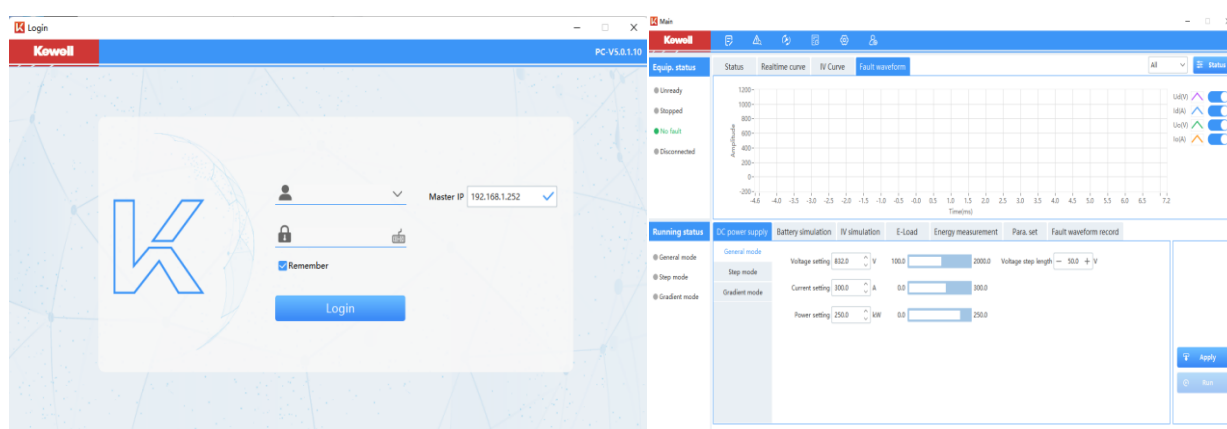 Login
Kewell
PC-V5.0.1.10
Master IP 192.168.1.252
Remember
Login
Main
Kewell
Equip. status
Status Realtime curve IV Curve Fault waveform
All
Status
Unready
Stopped
No fault
Disconnected
Amplitude
1200
1000
800
600
400
200
0
-200
-4.6 -4.0 -3.5 -3.0 -2.5 -2.0 -1.5 -1.0 -0.5 -0.0 0.5 1.0 1.5 2.0 2.5 3.0 3.5 4.0 4.5 5.0 5.5 6.0 6.5 7.2
Time(ms)
Ud(V)
Id(A)
Uo(V)
Io(A)
Running status
DC power supply Battery simulation IV simulation E-Load Energy measurement Para. set Fault waveform record
General mode
Step mode
Gradient mode
General mode
Step mode
Gradient mode
Voltage setting 832.0 V 100.0 2000.0 Voltage step length — 50.0 + V
Current setting 300.0 A 0.0 300.0
Power setting 250.0 kW 0.0 250.0
Apply
Run